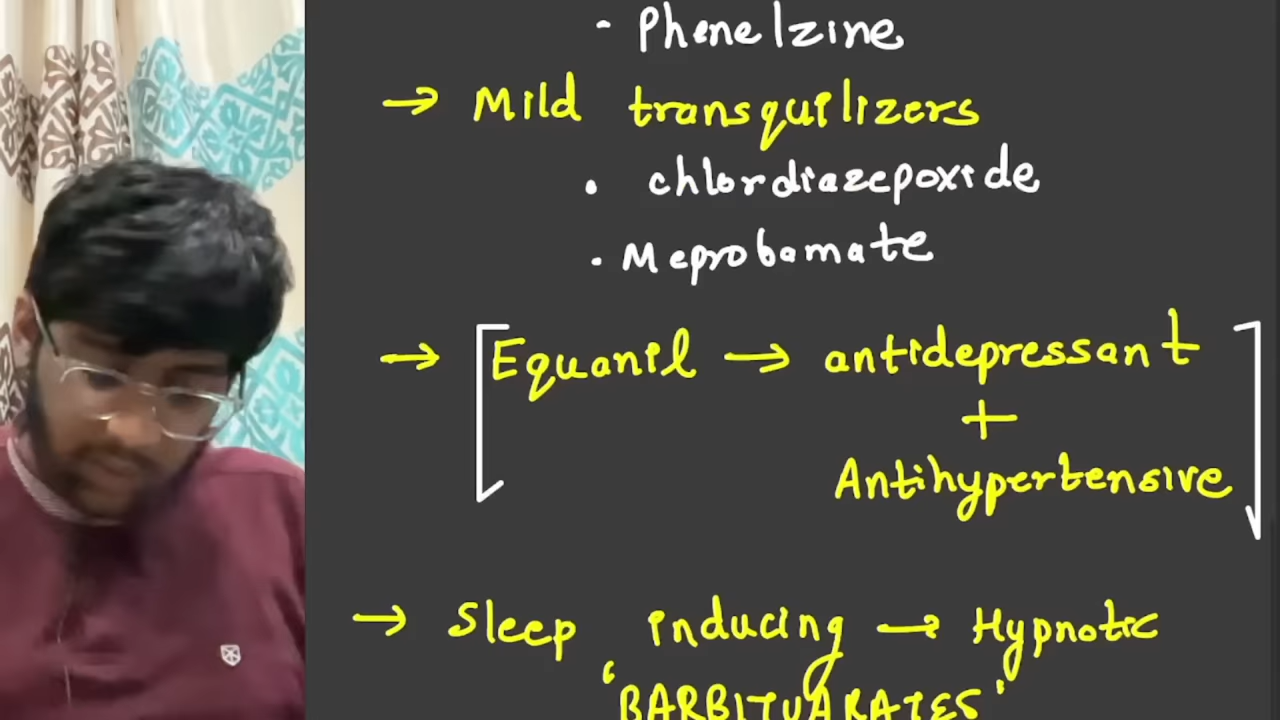 - Phenelzine
→ Mild transquilizers
• chlordiazepoxide
• Meprobamate
→ [Equanil → antidepressant
+
Antihypertensive]
→ Sleep inducing → Hypnotic
'BARBITUARATES'